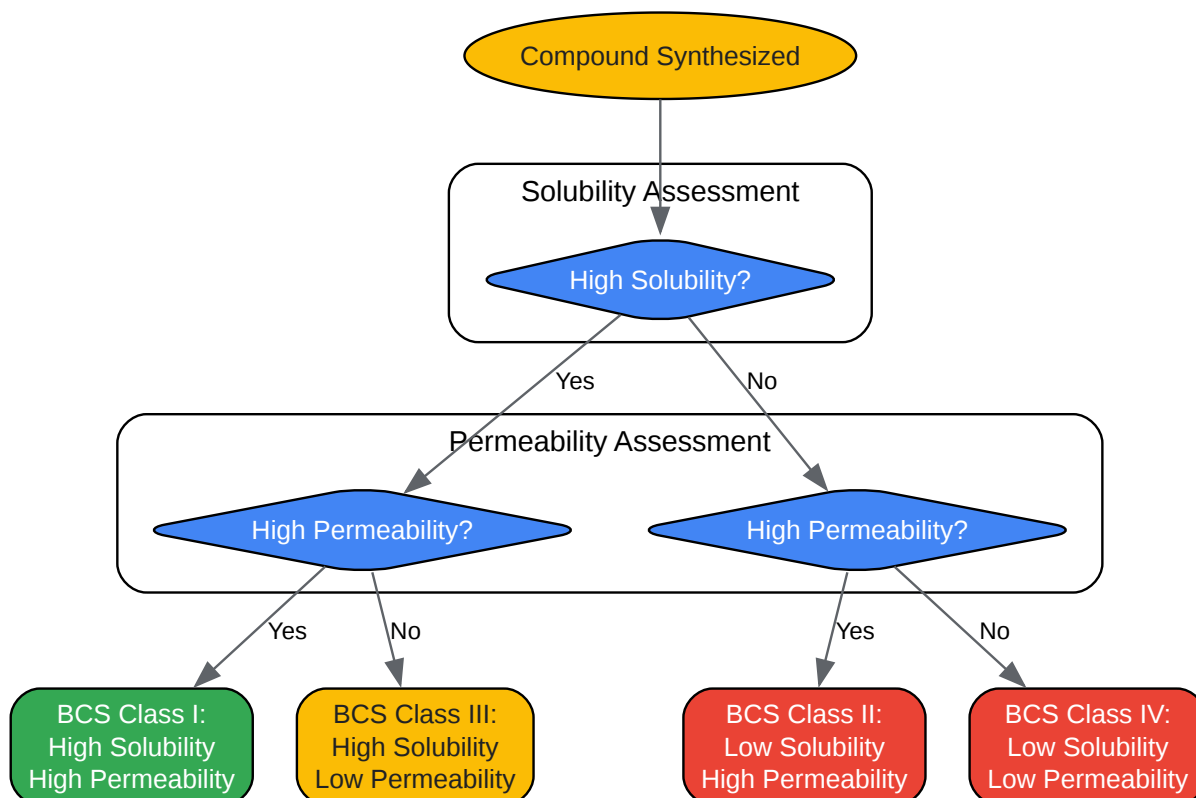 Compound Synthesized
Solubility Assessment
High Solubility?
Yes
No
Permeability Assessment
High Permeability?
High Permeability?
Yes
No
Yes
No
BCS Class I:
High Solubility
High Permeability
BCS Class III:
High Solubility
Low Permeability
BCS Class II:
Low Solubility
High Permeability
BCS Class IV:
Low Solubility
Low Permeability